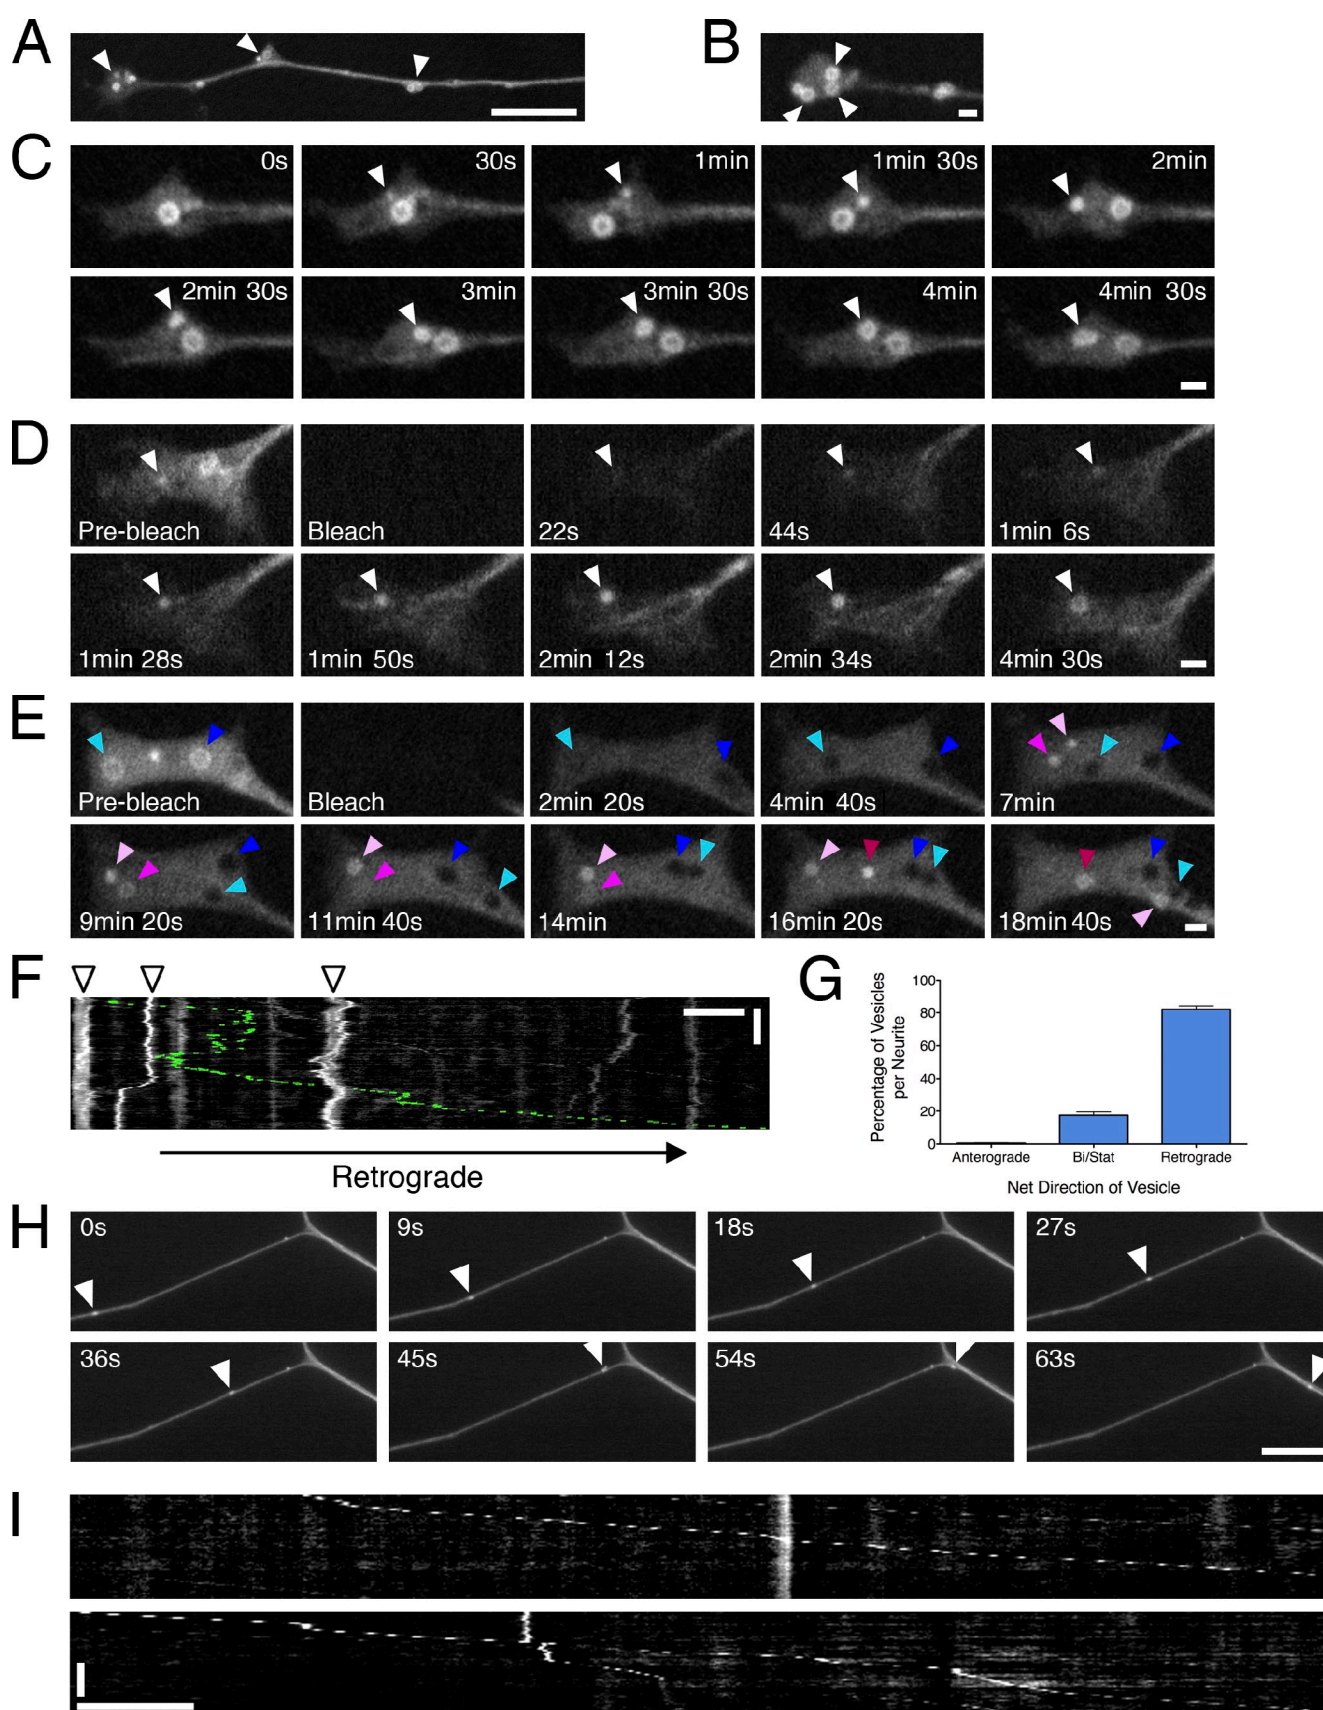 A
B
C
0s
30s
1min
1min 30s
2min
2min 30s
3min
3min 30s
4min
4min 30s
D
Pre-bleach
Bleach
22s
44s
1min 6s
1min 28s
1min 50s
2min 12s
2min 34s
4min 30s
E
Pre-bleach
Bleach
2min 20s
4min 40s
7min
9min 20s
11min 40s
14min
16min 20s
18min 40s
F
Retrograde
G
Percentage of Vesicles
per Neurite
100
80
60
40
20
0
Anterograde
Bi/Stat
Retrograde
Net Direction of Vesicle
H
0s
9s
18s
27s
36s
45s
54s
63s
I